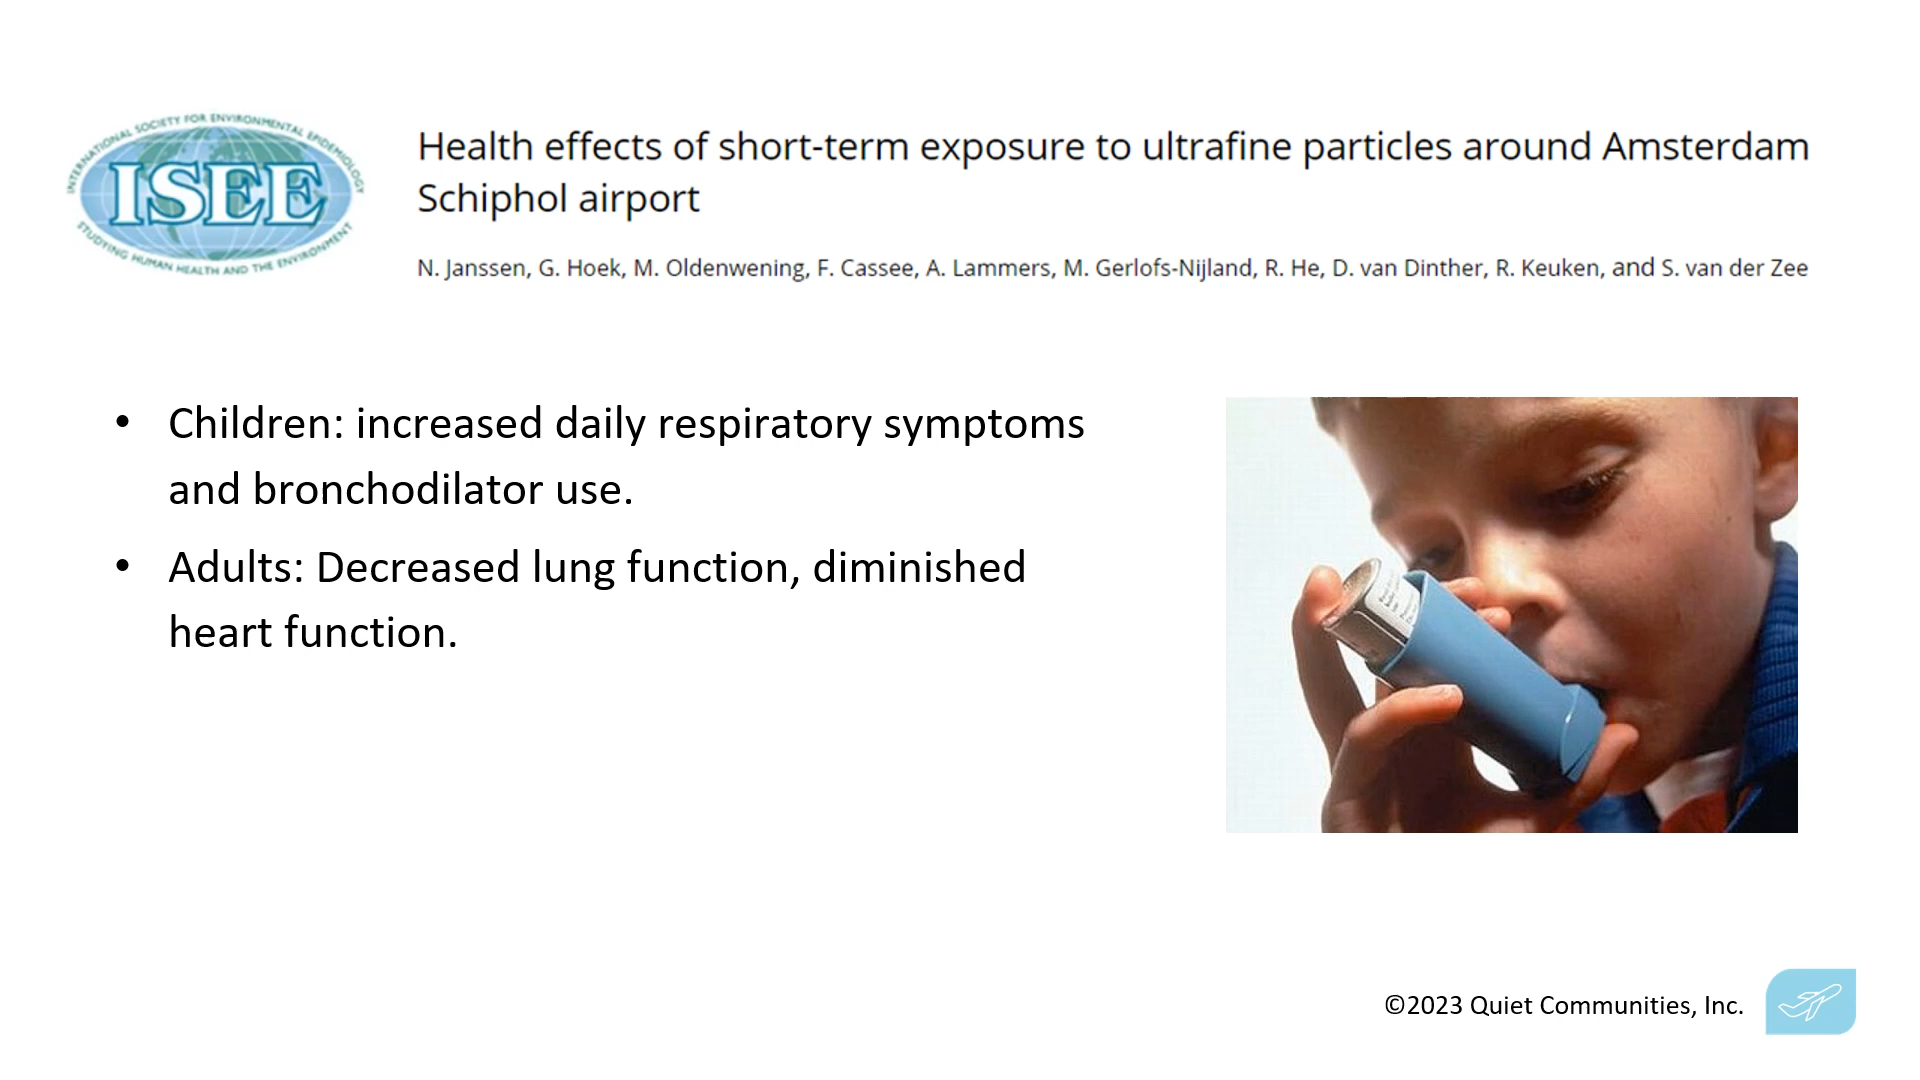 INTERNATIONAL SOCIETY FOR ENVIRONMENTAL EPIDEMIOLOGY
ISEE
STUDYING HUMAN HEALTH AND THE ENVIRONMENT
Health effects of short-term exposure to ultrafine particles around Amsterdam
Schiphol airport
N. Janssen, G. Hoek, M. Oldenwening, F. Cassee, A. Lammers, M. Gerlofs-Nijland, R. He, D. van Dinther, R. Keuken, and S. van der Zee
• Children: increased daily respiratory symptoms
and bronchodilator use.
• Adults: Decreased lung function, diminished
heart function.
©2023 Quiet Communities, Inc.